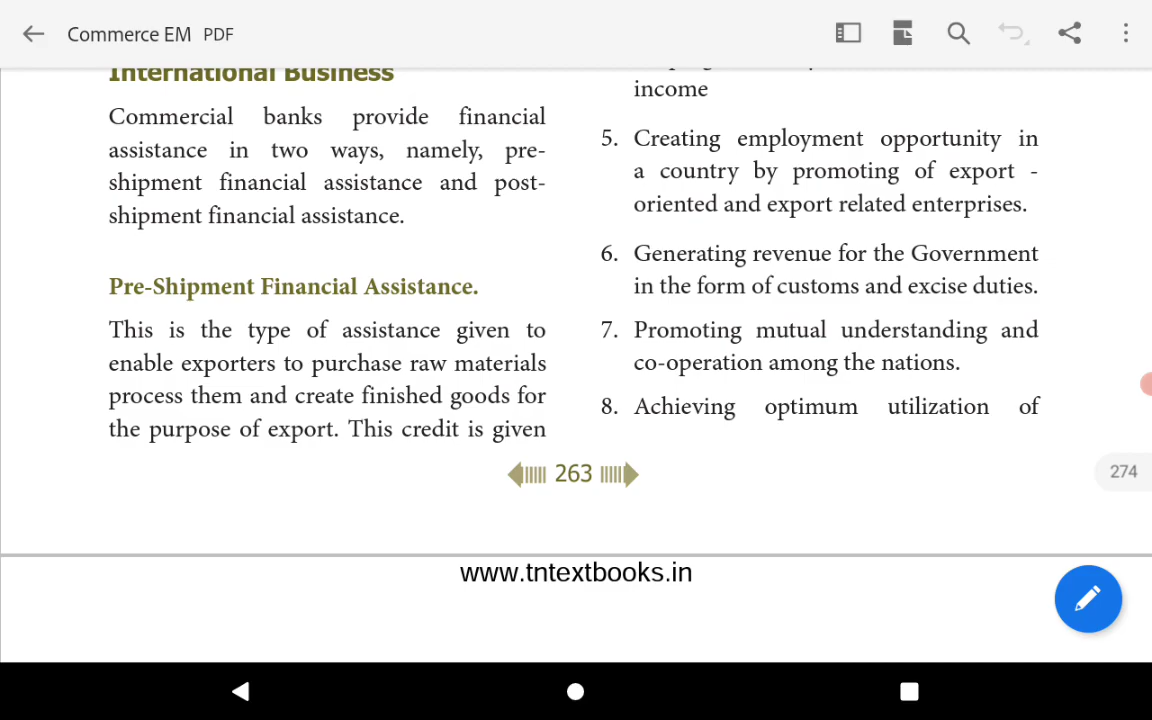 Commerce EM PDF
International Business
Commercial banks provide financial
assistance in two ways, namely, pre-
shipment financial assistance and post-
shipment financial assistance.
Pre-Shipment Financial Assistance.
This is the type of assistance given to
enable exporters to purchase raw materials
process them and create finished goods for
the purpose of export. This credit is given
income
5. Creating employment opportunity in
a country by promoting of export -
oriented and export related enterprises.
6. Generating revenue for the Government
in the form of customs and excise duties.
7. Promoting mutual understanding and
co-operation among the nations.
8. Achieving optimum utilization of
263
274
www.tntextbooks.in